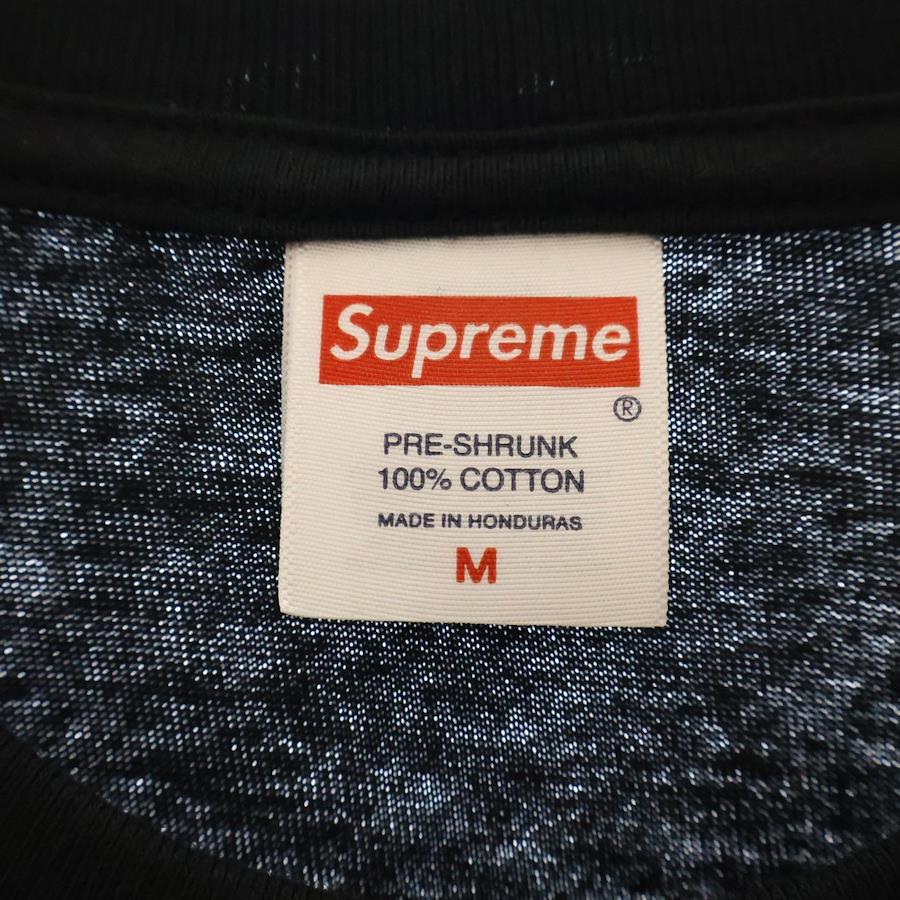 Supreme
®
PRE-SHRUNK
100% COTTON
MADE IN HONDURAS
M